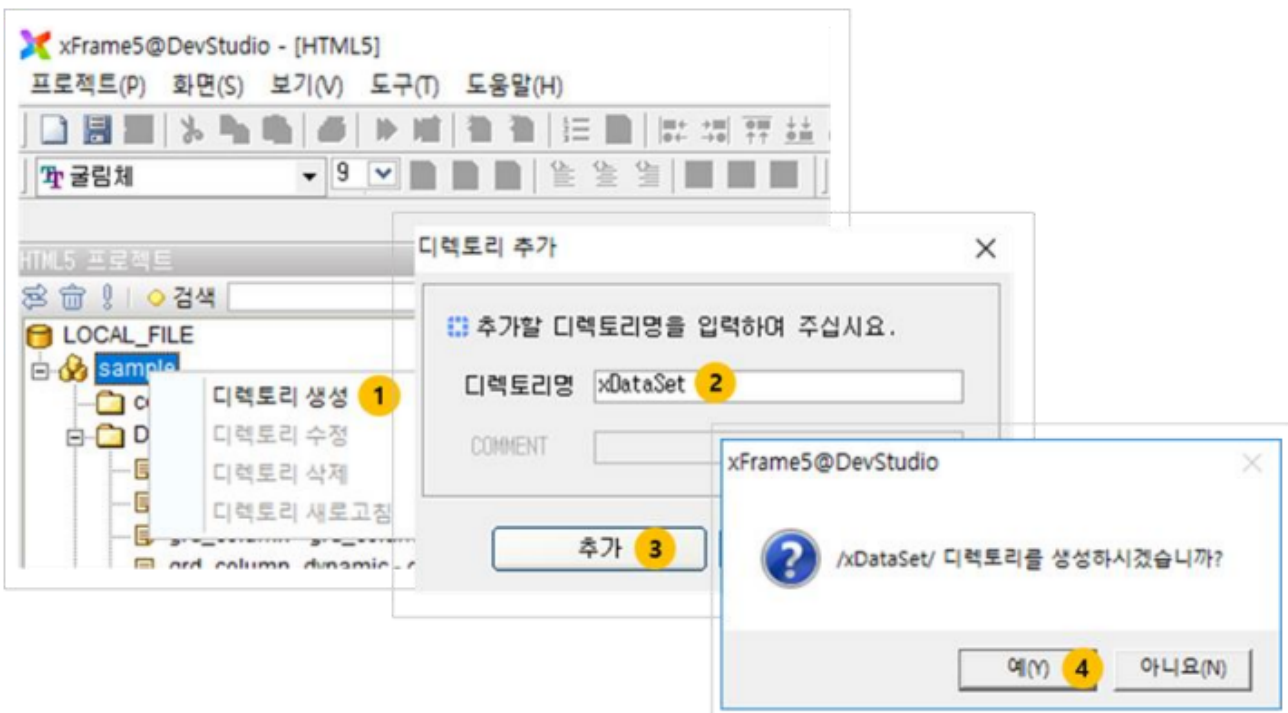 xFrame5@DevStudio - [HTML5]
프로젝트(P) 화면(S) 보기(V) 도구(T) 도움말(H)
굴림체 9
HTML5 프로젝트
검색
LOCAL_FILE
sample
디렉토리 생성 1
디렉토리 수정
디렉토리 삭제
디렉토리 새로고침
D
grd_column_dynamic
디렉토리 추가
추가할 디렉토리명을 입력하며 주십시요.
디렉토리명 xDataSet 2
COMMENT
추가 3
xFrame5@DevStudio
/xDataSet/ 디렉토리를 생성하시겠습니까?
예(Y) 4 아니요(N)